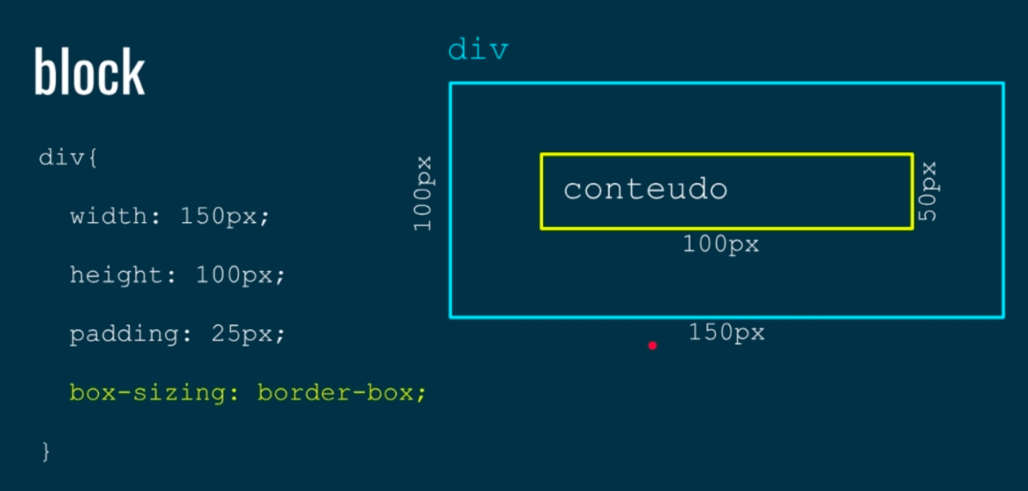 block
div{
width: 150px;
height: 100px;
padding: 25px;
box-sizing: border-box;
}
div
100px
conteudo
50px
100px
150px